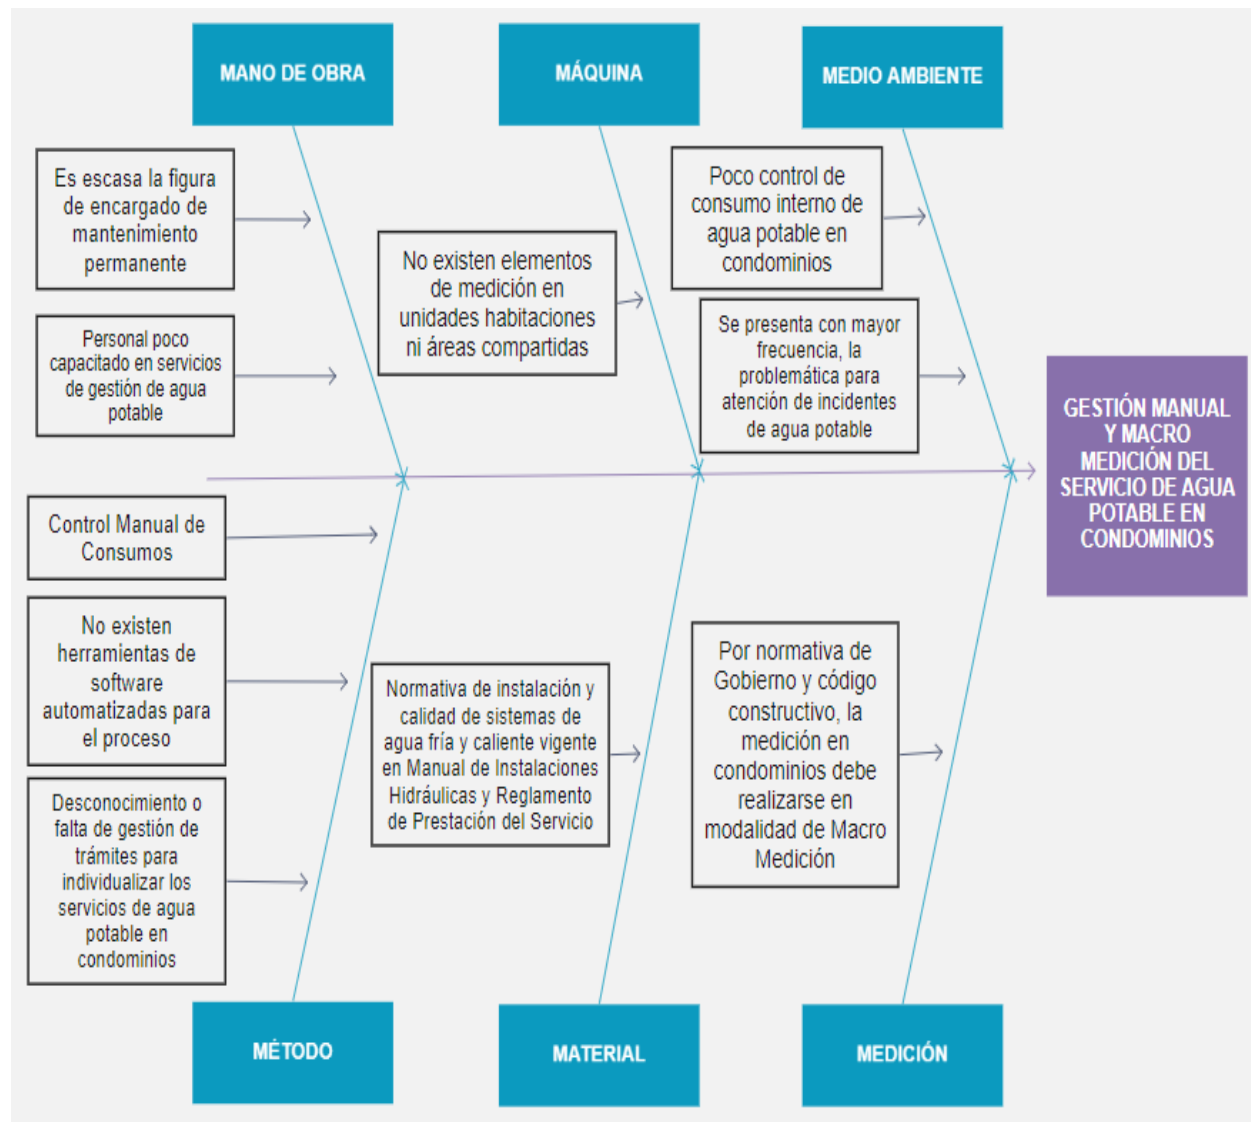 MANO DE OBRA
MÁQUINA
MEDIO AMBIENTE
Es escasa la figura
de encargado de
mantenimiento
permanente
Personal poco
capacitado en servicios
de gestión de agua
potable
No existen elementos
de medición en
unidades habitaciones
ni áreas compartidas
Poco control de
consumo interno de
agua potable en
condominios
Se presenta con mayor
frecuencia, la
problemática para
atención de incidentes
de agua potable
GESTIÓN MANUAL
Y MACRO
MEDICIÓN DEL
SERVICIO DE AGUA
POTABLE EN
CONDOMINIOS
Control Manual de
Consumos
No existen
herramientas de
software
automatizadas para
el proceso
Desconocimiento o
falta de gestión de
trámites para
individualizar los
servicios de agua
potable en
condominios
Normativa de instalación y
calidad de sistemas de
agua fría y caliente vigente
en Manual de Instalaciones
Hidráulicas y Reglamento
de Prestación del Servicio
Por normativa de
Gobierno y código
constructivo, la
medición en
condominios debe
realizarse en
modalidad de Macro
Medición
MÉTODO
MATERIAL
MEDICIÓN